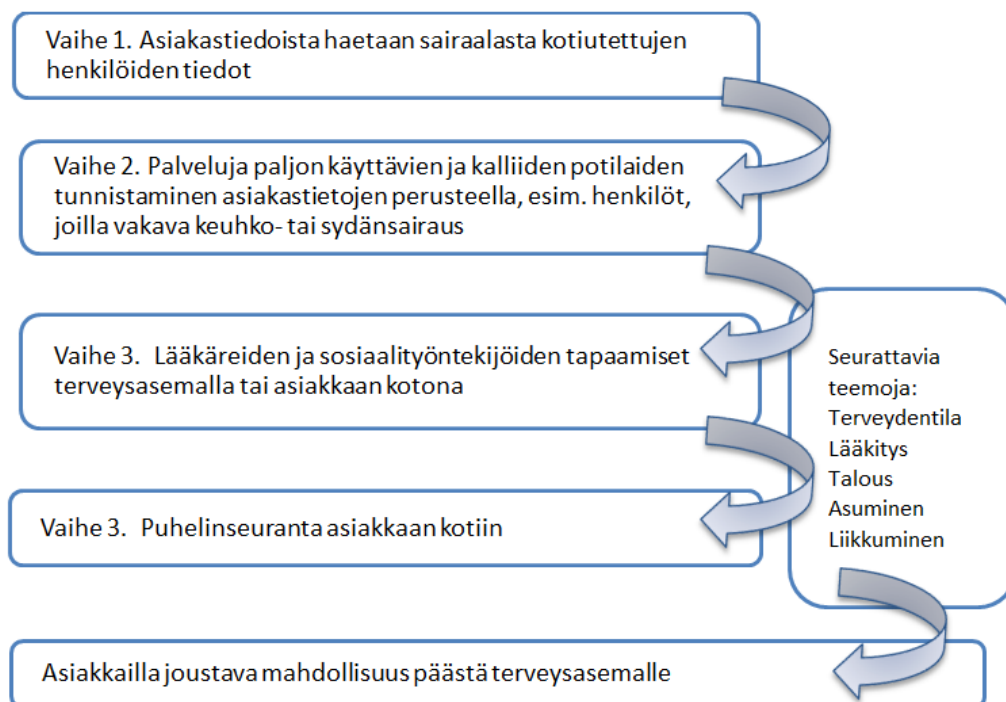 Vaihe 1. Asiakastiedoista haetaan sairaalasta kotiutettujen
henkilöiden tiedot
Vaihe 2. Palveluja paljon käyttävien ja kalliiden potilaiden
tunnistaminen asiakastietojen perusteella, esim. henkilöt,
joilla vakava keuhko- tai sydänsairaus
Vaihe 3. Lääkäreiden ja sosiaalityöntekijöiden tapaamiset
terveysasemalla tai asiakkaan kotona
Seurattavia
teemoja:
Terveydentila
Lääkitys
Talous
Asuminen
Liikkuminen
Vaihe 3. Puhelinseuranta asiakkaan kotiin
Asiakkailla joustava mahdollisuus päästä terveysasemalle